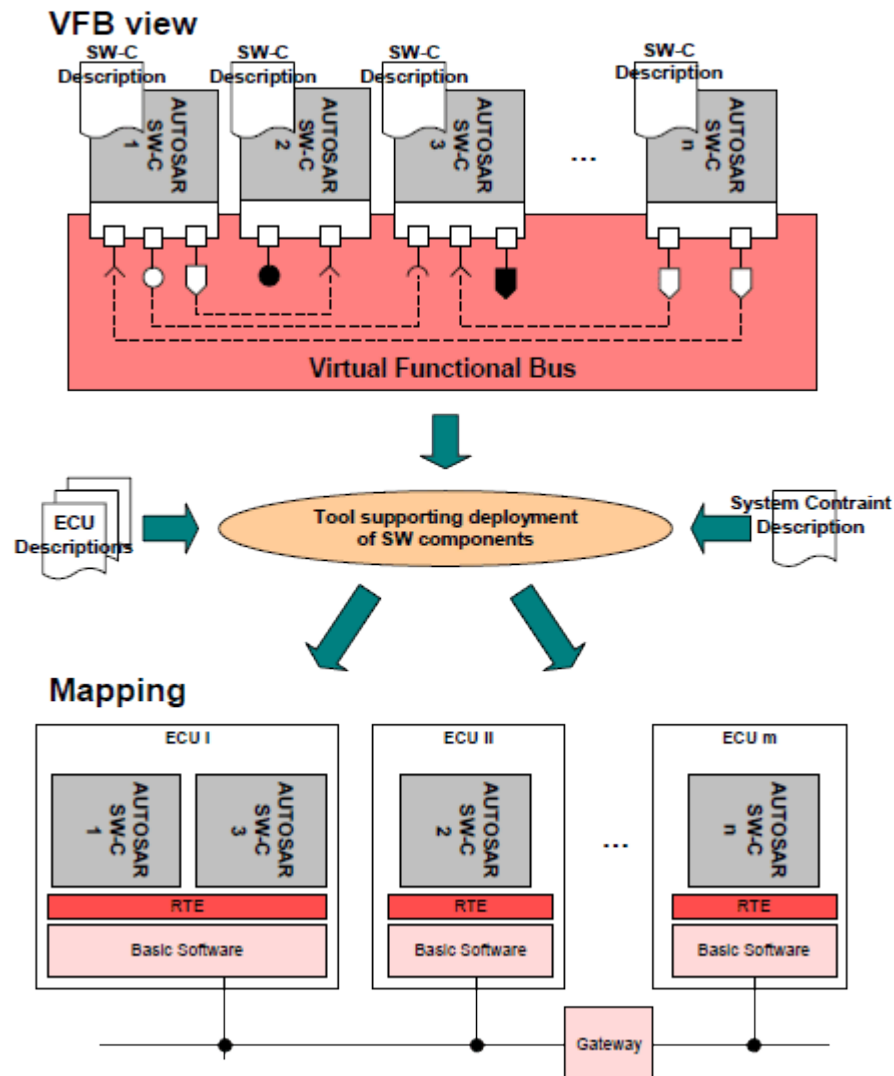 VFB view
SW-C
Description
SW-C
Description
SW-C
Description
SW-C
Description
AUTOSAR
SW-C
1
AUTOSAR
SW-C
2
AUTOSAR
SW-C
3
...
AUTOSAR
SW-C
n
Virtual Functional Bus
ECU
Descriptions
Tool supporting deployment
of SW components
System Contraint
Description
Mapping
ECU I
ECU II
ECU m
AUTOSAR
SW-C
1
AUTOSAR
SW-C
3
AUTOSAR
SW-C
2
...
AUTOSAR
SW-C
n
RTE
RTE
RTE
Basic Software
Basic Software
Basic Software
Gateway